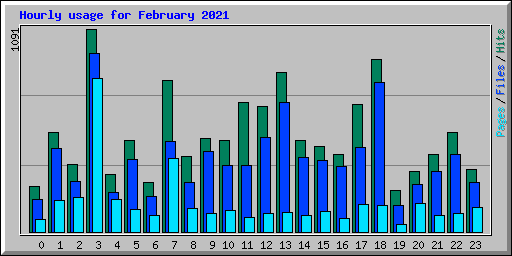 Hourly usage for February 2021
1091
Pages / Files / Hits
0 1 2 3 4 5 6 7 8 9 10 11 12 13 14 15 16 17 18 19 20 21 22 23